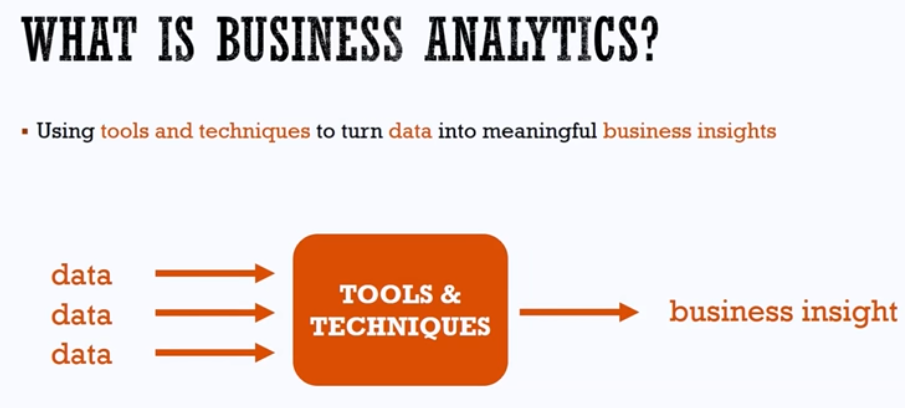 WHAT IS BUSINESS ANALYTICS?
▪ Using tools and techniques to turn data into meaningful business insights
data
data
data
TOOLS &
TECHNIQUES
business insight